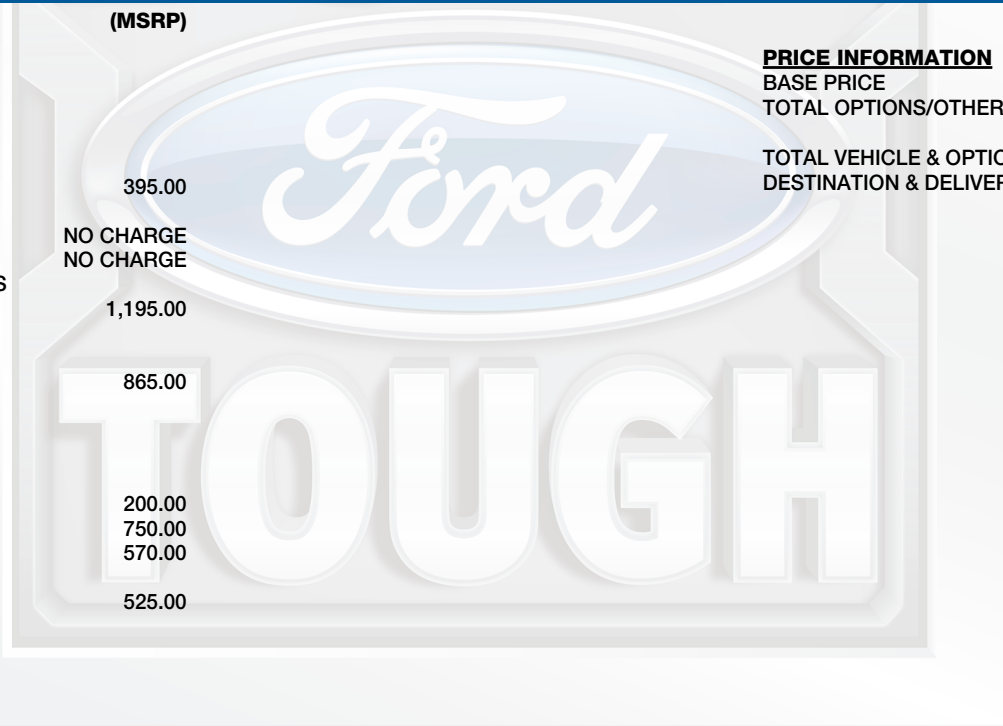 (MSRP)
395.00
NO CHARGE
NO CHARGE
S
1,195.00
865.00
200.00
750.00
570.00
525.00
PRICE INFORMATION
BASE PRICE
TOTAL OPTIONS/OTHER
TOTAL VEHICLE & OPTIO
DESTINATION & DELIVER
Ford
TOUGH